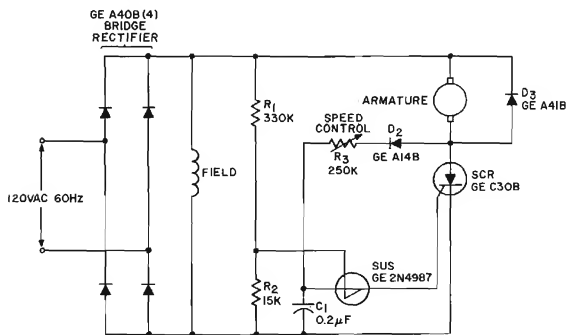 GE A40B(4)
BRIDGE
RECTIFIER
120VAC 60Hz
FIELD
R1
330K
R2
15K
SPEED
CONTROL
R3
250K
D2
GE A14B
ARMATURE
D3
GE A41B
SCR
GE C30B
SUS
GE 2N4987
C1
0.2μF